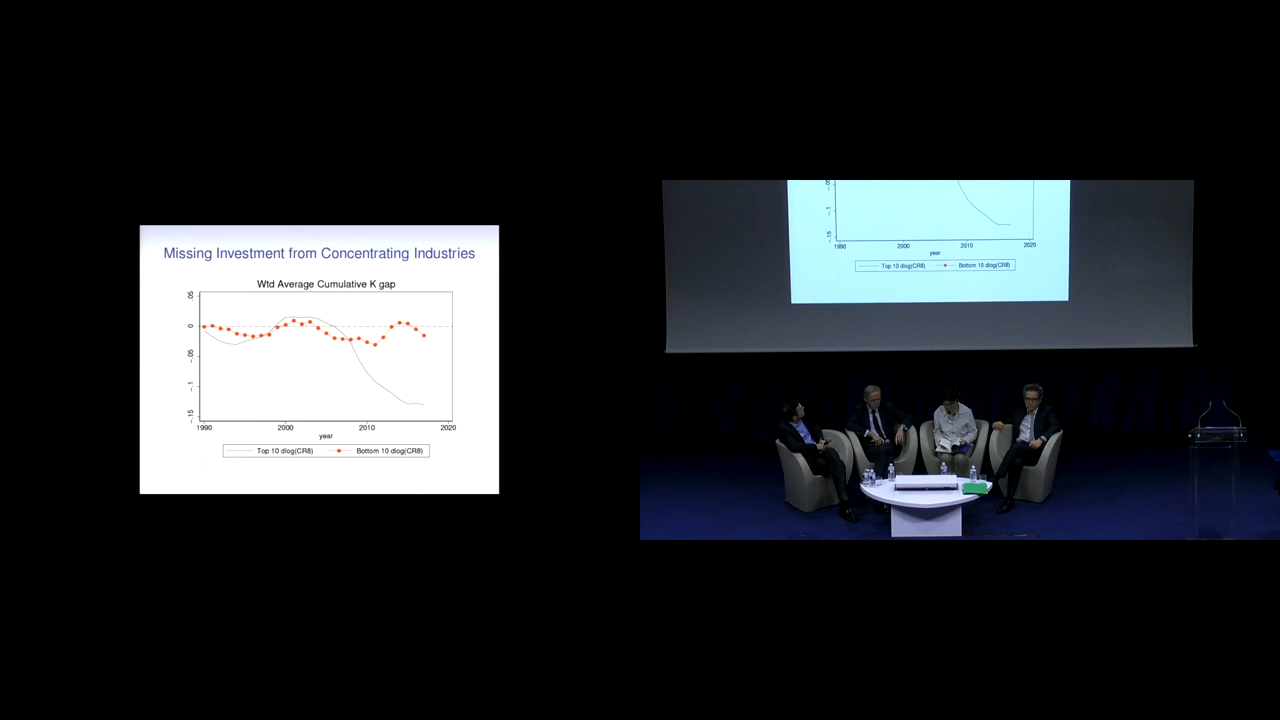 Missing Investment from Concentrating Industries
Wtd Average Cumulative K gap
.05
0
-.05
-.1
-.15
1990 2000 2010 2020
year
Top 10 dlog(CR8) Bottom 10 dlog(CR8)
-.05
-.1
-.15
1990 2000 2010 2020
year
Top 10 dlog(CR8) Bottom 10 dlog(CR8)